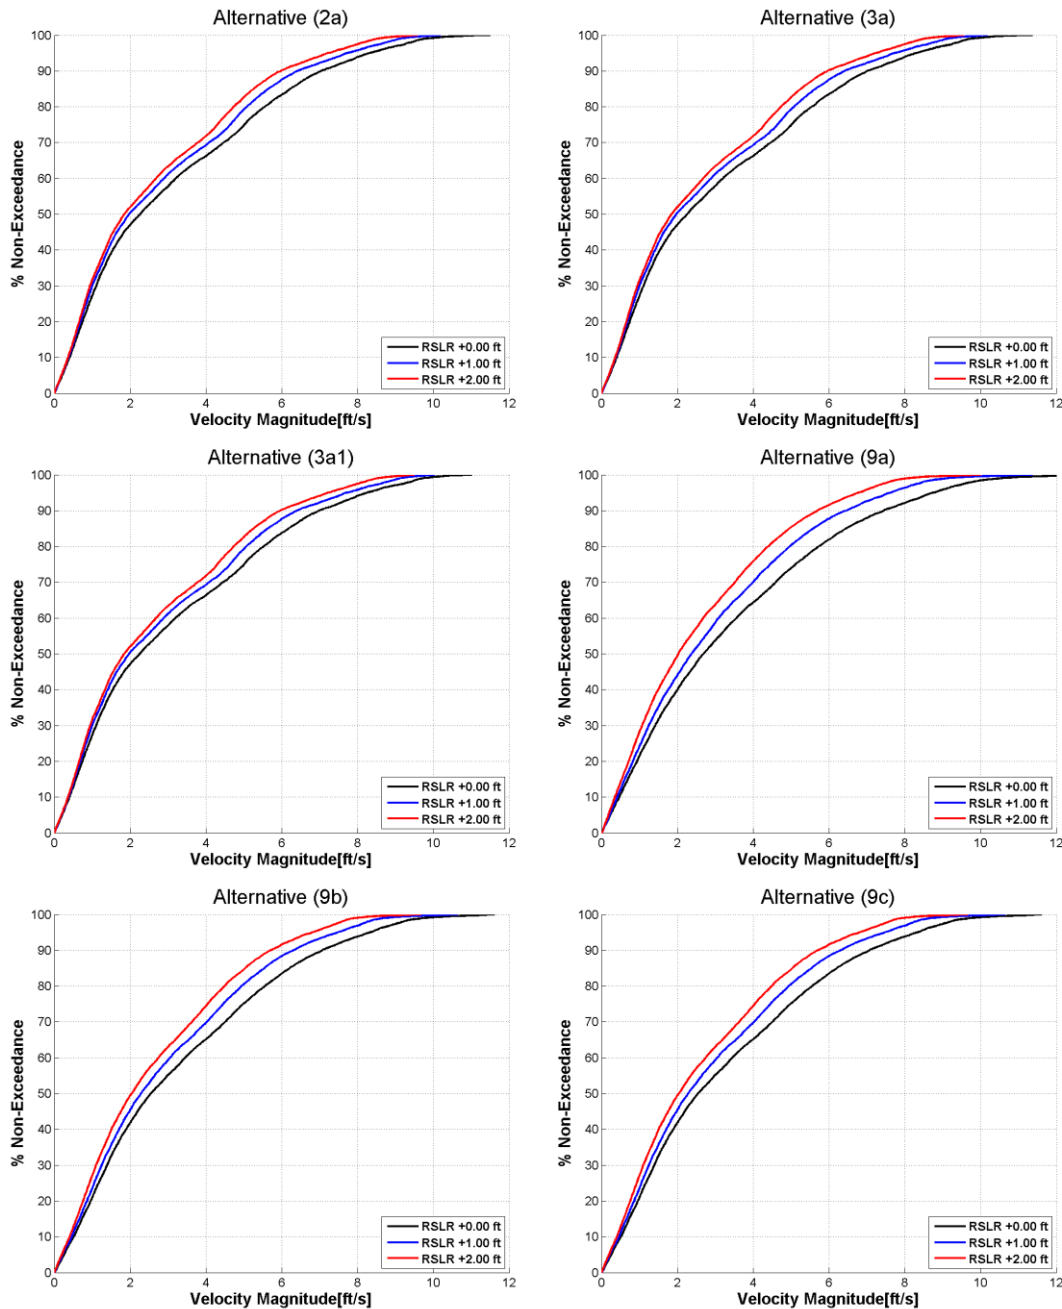 Alternative (2a)
% Non-Exceedance
100
90
80
70
60
50
40
30
20
10
0
RSLR +0.00 ft
RSLR +1.00 ft
RSLR +2.00 ft
0 2 4 6 8 10 12
Velocity Magnitude[ft/s]
Alternative (3a)
% Non-Exceedance
100
90
80
70
60
50
40
30
20
10
0
RSLR +0.00 ft
RSLR +1.00 ft
RSLR +2.00 ft
0 2 4 6 8 10 12
Velocity Magnitude[ft/s]
Alternative (3a1)
% Non-Exceedance
100
90
80
70
60
50
40
30
20
10
0
RSLR +0.00 ft
RSLR +1.00 ft
RSLR +2.00 ft
0 2 4 6 8 10 12
Velocity Magnitude[ft/s]
Alternative (9a)
% Non-Exceedance
100
90
80
70
60
50
40
30
20
10
0
RSLR +0.00 ft
RSLR +1.00 ft
RSLR +2.00 ft
0 2 4 6 8 10 12
Velocity Magnitude[ft/s]
Alternative (9b)
% Non-Exceedance
100
90
80
70
60
50
40
30
20
10
0
RSLR +0.00 ft
RSLR +1.00 ft
RSLR +2.00 ft
0 2 4 6 8 10 12
Velocity Magnitude[ft/s]
Alternative (9c)
% Non-Exceedance
100
90
80
70
60
50
40
30
20
10
0
RSLR +0.00 ft
RSLR +1.00 ft
RSLR +2.00 ft
0 2 4 6 8 10 12
Velocity Magnitude[ft/s]